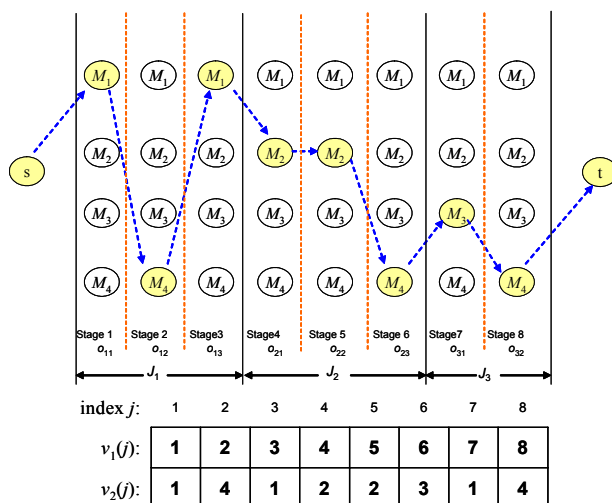 M1 M1 M1 M1 M1 M1 M1 M1
s M2 M2 M2 M2 M2 M2 M2 M2 t
M3 M3 M3 M3 M3 M3 M3 M3
M4 M4 M4 M4 M4 M4 M4 M4
Stage 1 Stage 2 Stage3 Stage4 Stage 5 Stage 6 Stage7 Stage 8
o11 o12 o13 o21 o22 o23 o31 o32
J1 J2 J3
index j: 1 2 3 4 5 6 7 8
v1(j): 1 2 3 4 5 6 7 8
v2(j): 1 4 1 2 2 3 1 4